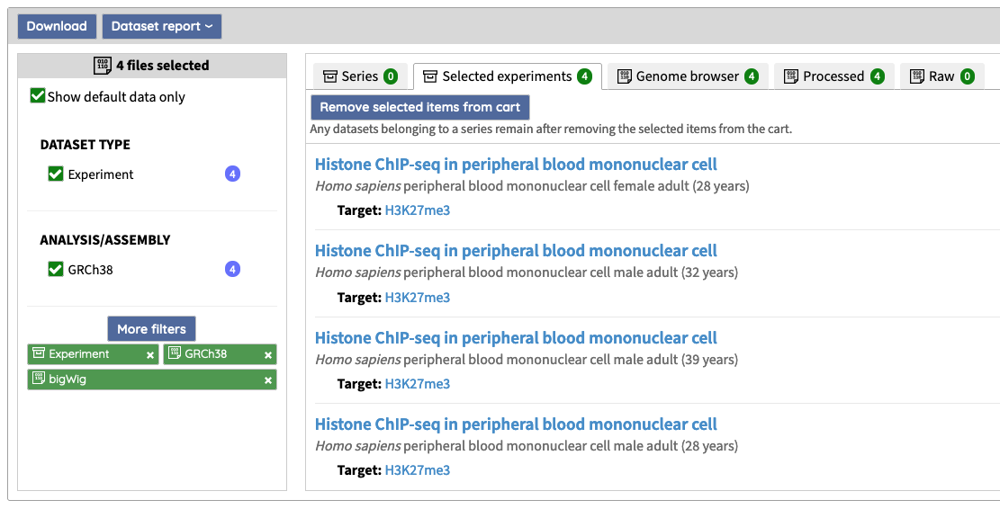 Download Dataset report
4 files selected
Show default data only
DATASET TYPE
Experiment 4
ANALYSIS/ASSEMBLY
GRCh38 4
More filters
Experiment × GRCh38 ×
bigWig ×
Series 0 Selected experiments 4 Genome browser 4 Processed 4 Raw 0
Remove selected items from cart
Any datasets belonging to a series remain after removing the selected items from the cart.
Histone ChIP-seq in peripheral blood mononuclear cell
Homo sapiens peripheral blood mononuclear cell female adult (28 years)
Target: H3K27me3
Histone ChIP-seq in peripheral blood mononuclear cell
Homo sapiens peripheral blood mononuclear cell male adult (32 years)
Target: H3K27me3
Histone ChIP-seq in peripheral blood mononuclear cell
Homo sapiens peripheral blood mononuclear cell male adult (39 years)
Target: H3K27me3
Histone ChIP-seq in peripheral blood mononuclear cell
Homo sapiens peripheral blood mononuclear cell male adult (28 years)
Target: H3K27me3